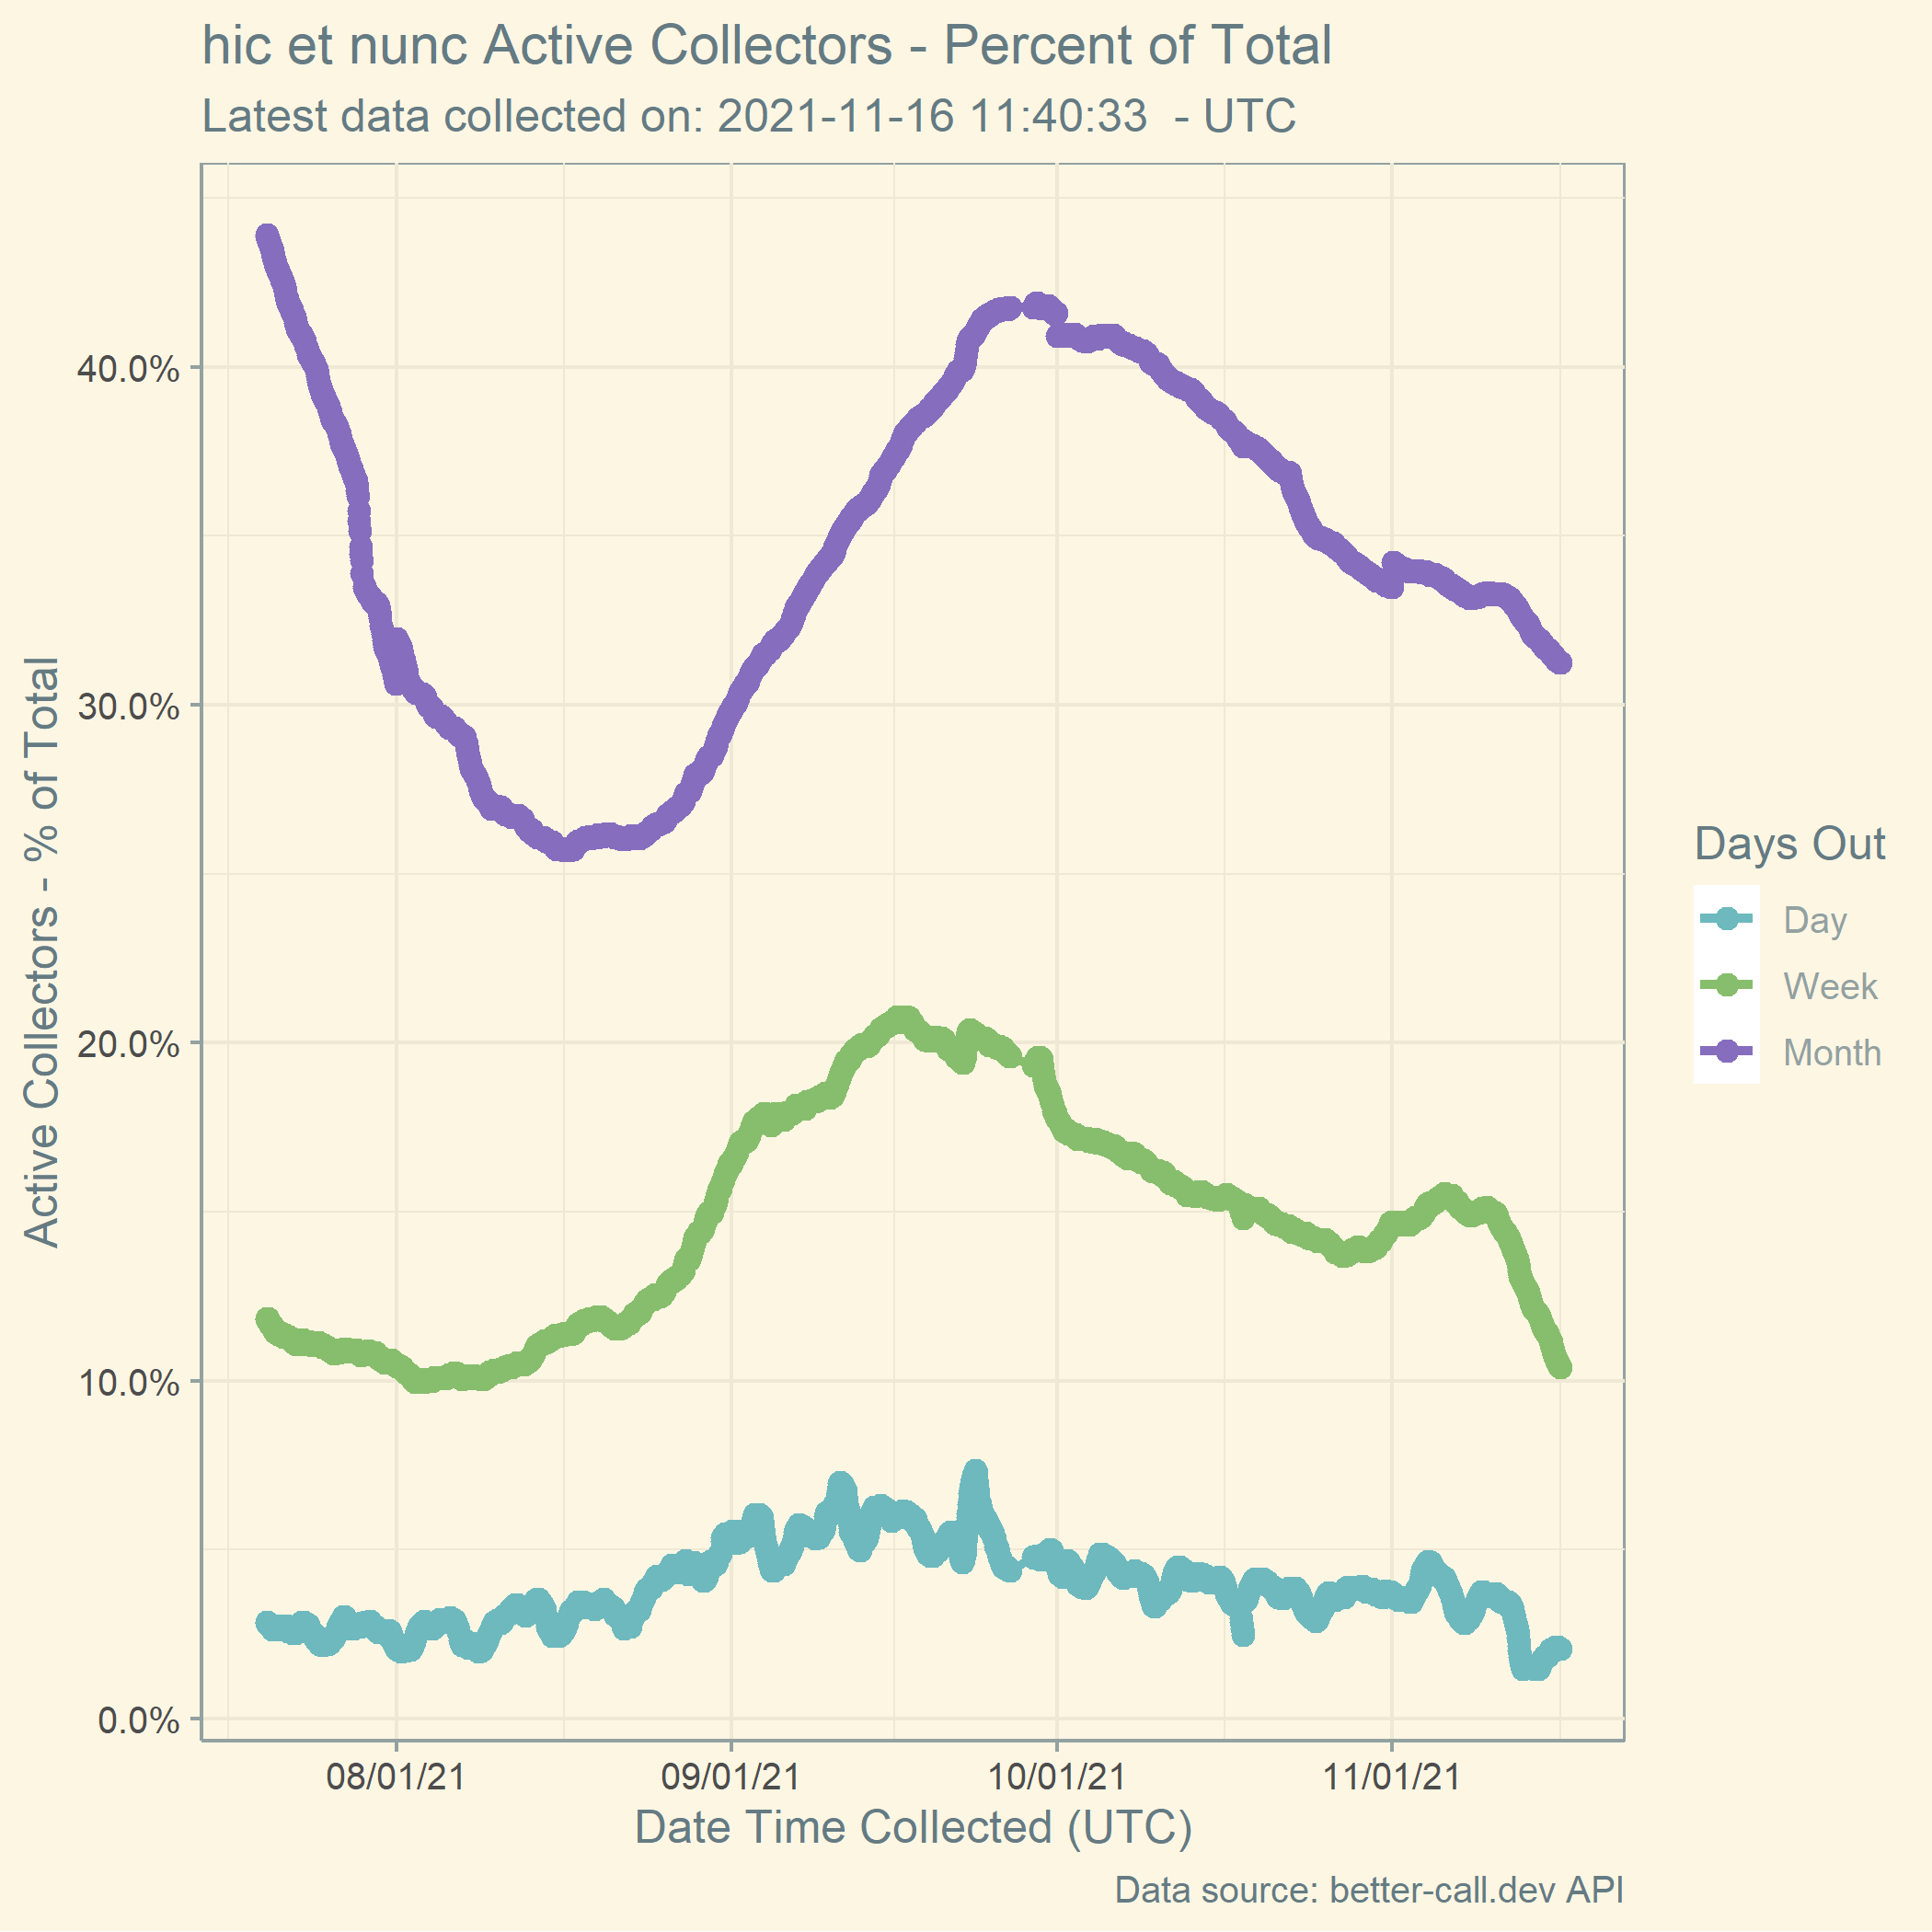 hic et nunc Active Collectors - Percent of Total
Latest data collected on: 2021-11-16 11:40:33  - UTC
Active Collectors - % of Total
40.0%
30.0%
20.0%
10.0%
0.0%
08/01/21
09/01/21
10/01/21
11/01/21
Date Time Collected (UTC)
Days Out
Day
Week
Month
Data source: better-call.dev API